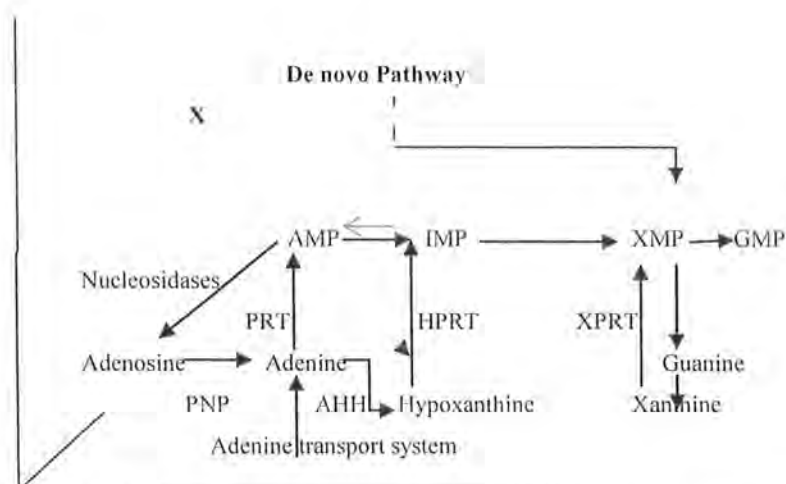 De novo Pathway
X
AMP IMP XMP GMP
Nucleosidases
PRT HPRT XPRT
Adenosine Adenine Guanine
PNP AHH Hypoxanthine Xanthine
Adenine transport system